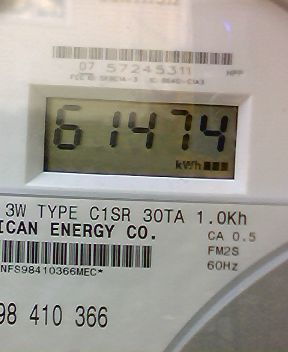 07 57245311
NPP
61474
kWh
3W TYPE C1SR 30TA 1.0Kh
ICAN ENERGY CO.
CA 0.5
FM2S
60Hz
NFS98410366MEC*
98 410 366